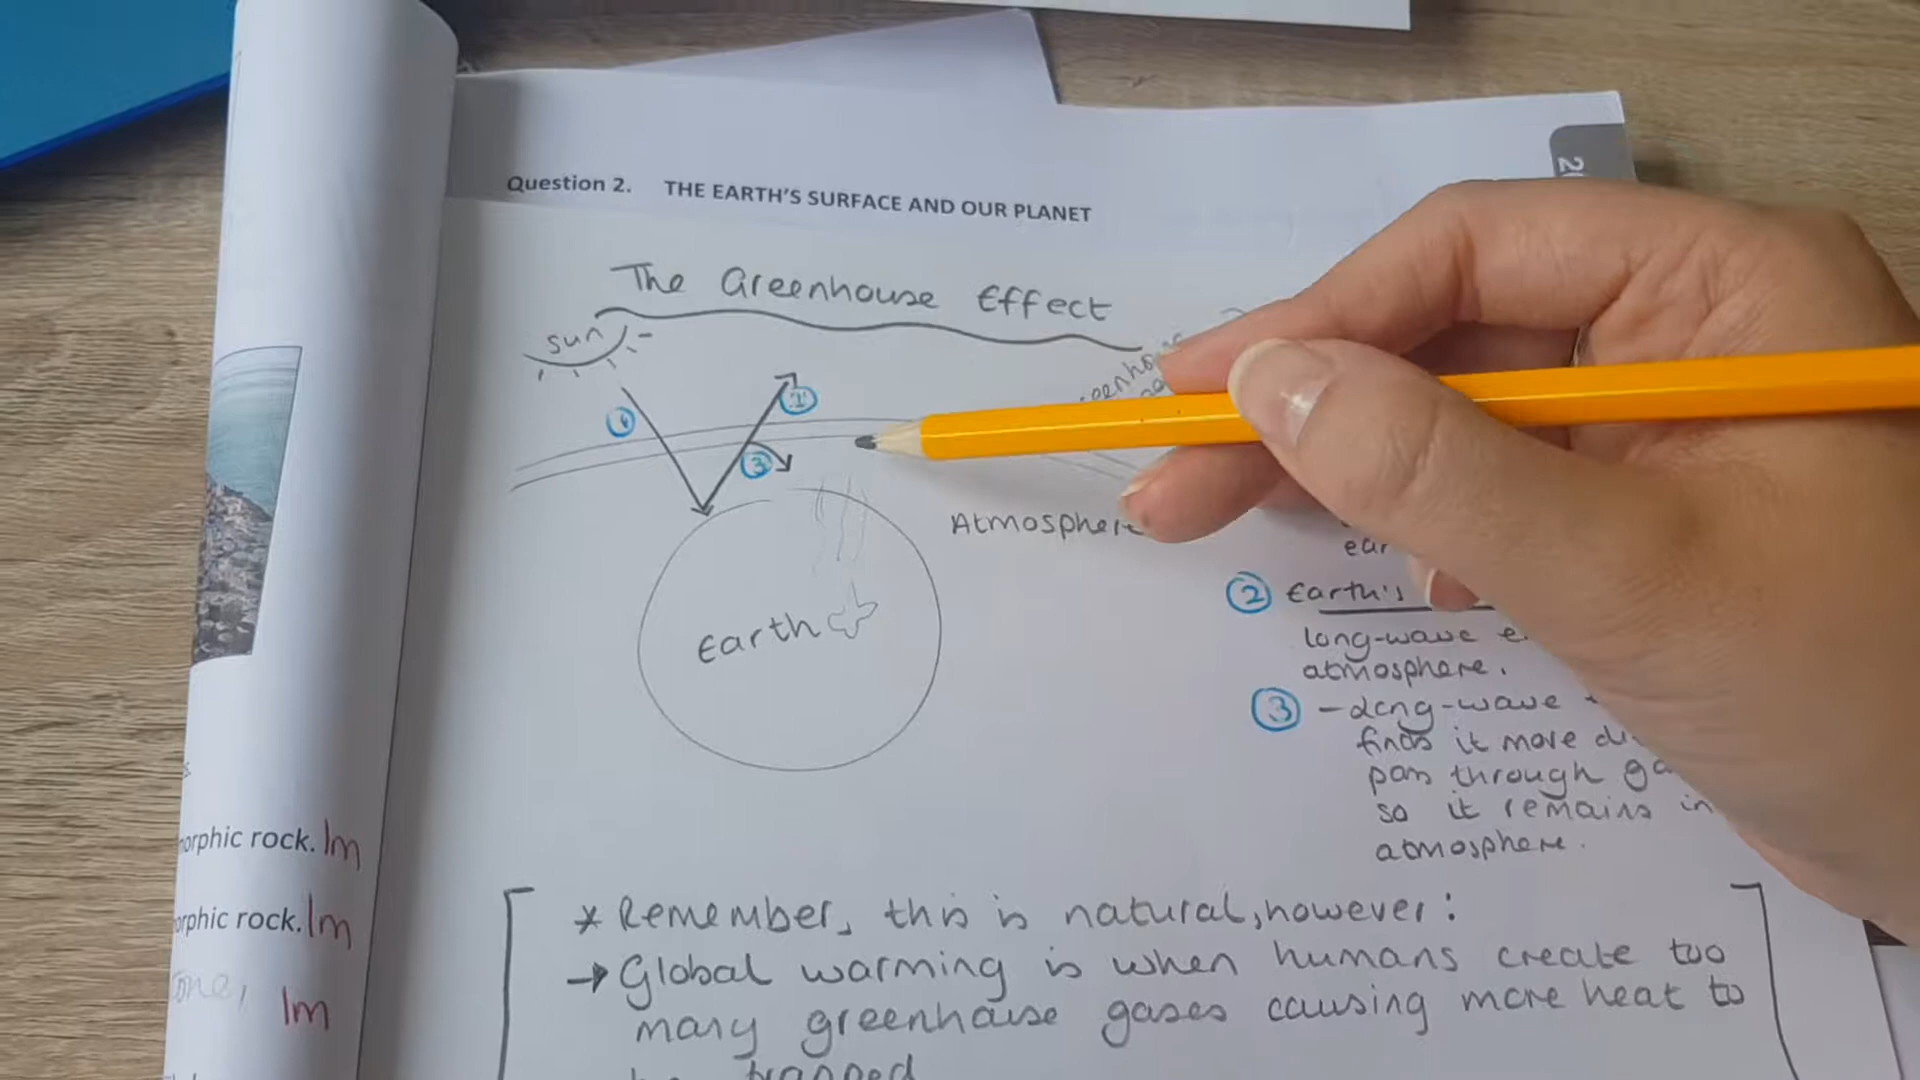 Question 2. THE EARTH'S SURFACE AND OUR PLANET
The Greenhouse Effect
sun
1
2
3
Atmosphere
Earth
② Earth's
long-wave
atmosphere.
③ - Long-wave
finds it more
pass through
so it remains in
atmosphere.
* Remember, this is natural, however:
→ Global warming is when humans create too
many greenhouse gases causing more heat to
trapped
rock. 1m
rock. 1m
1m